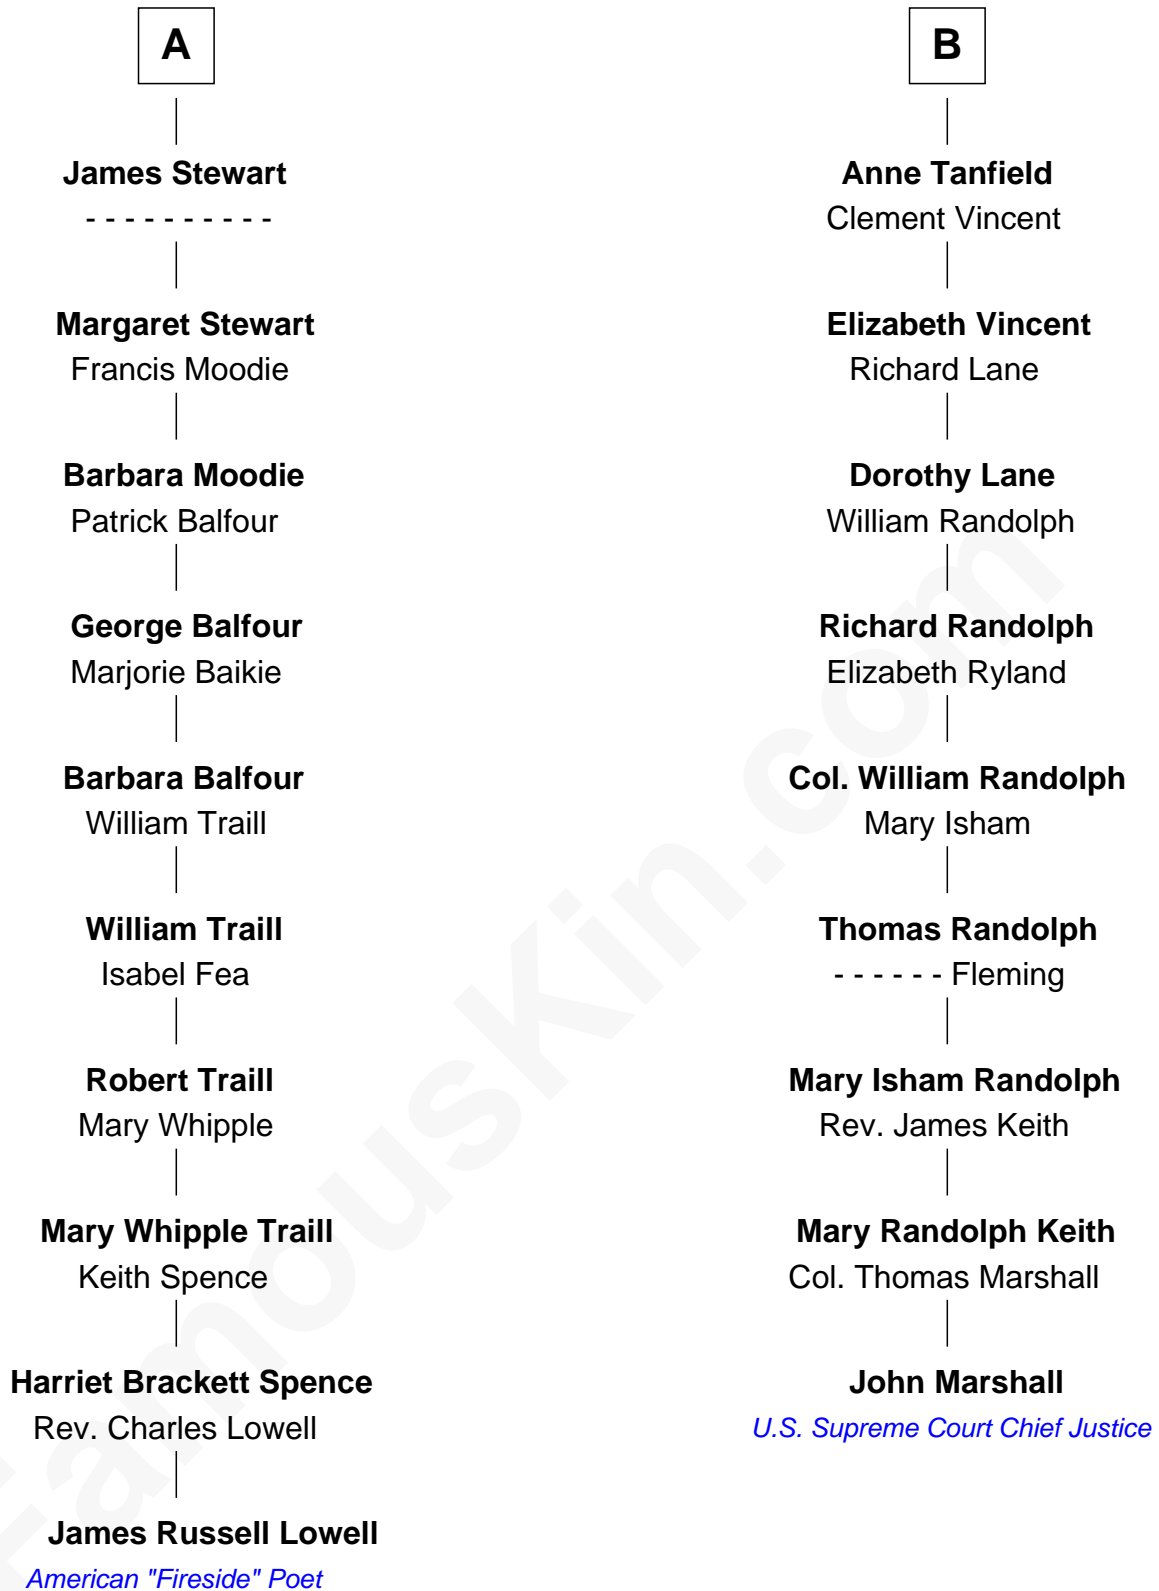 A
James Stewart
- - - - - - - - - -
Margaret Stewart
Francis Moodie
Barbara Moodie
Patrick Balfour
George Balfour
Marjorie Baikie
Barbara Balfour
William Traill
William Traill
Isabel Fea
Robert Traill
Mary Whipple
Mary Whipple Traill
Keith Spence
Harriet Brackett Spence
Rev. Charles Lowell
James Russell Lowell
American "Fireside" Poet
B
Anne Tanfield
Clement Vincent
Elizabeth Vincent
Richard Lane
Dorothy Lane
William Randolph
Richard Randolph
Elizabeth Ryland
Col. William Randolph
Mary Isham
Thomas Randolph
- - - - - - Fleming
Mary Isham Randolph
Rev. James Keith
Mary Randolph Keith
Col. Thomas Marshall
John Marshall
U.S. Supreme Court Chief Justice
FamousKin.com